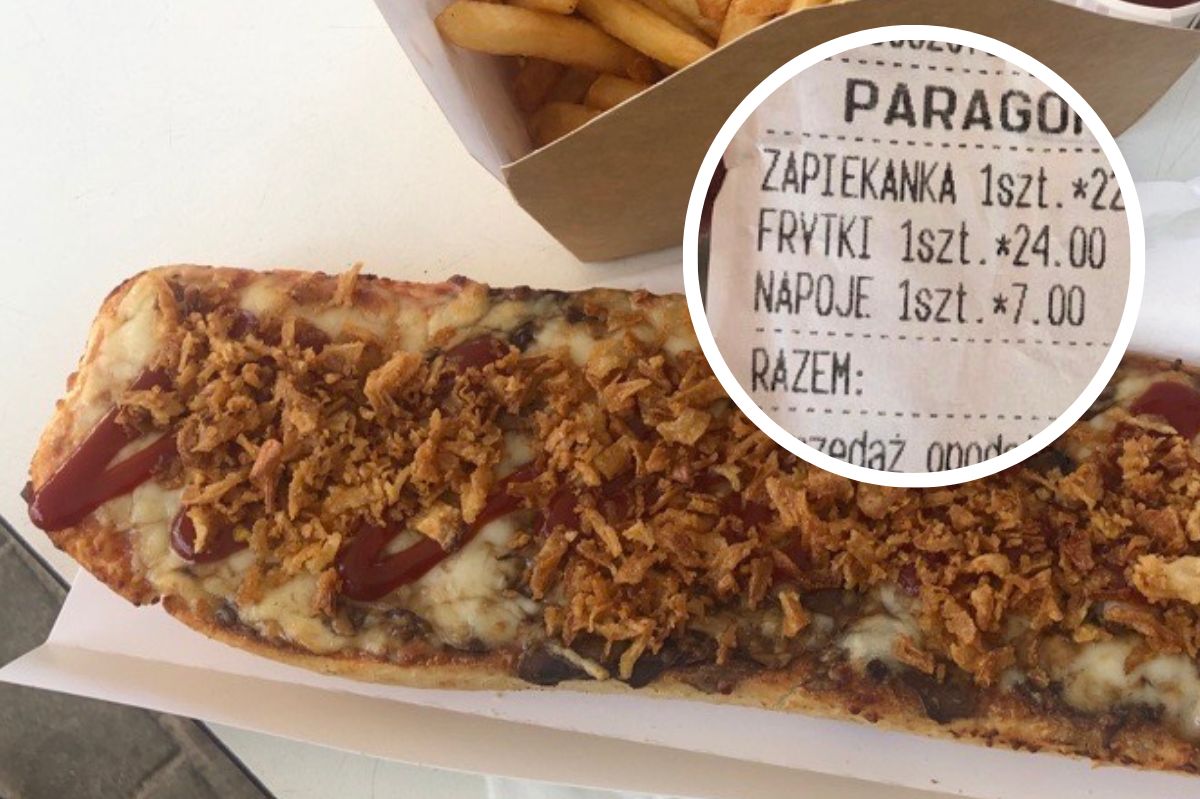 PARAGO
ZAPIEKANKA 1szt.*22
FRYTKI 1szt.*24.00
NAPOJE 1szt.*7.00
RAZEM: